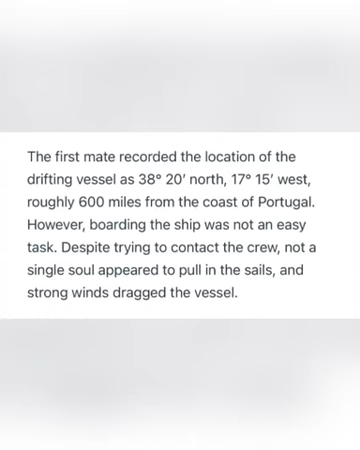 The first mate recorded the location of the
drifting vessel as 38° 20′ north, 17° 15′ west,
roughly 600 miles from the coast of Portugal.
However, boarding the ship was not an easy
task. Despite trying to contact the crew, not a
single soul appeared to pull in the sails, and
strong winds dragged the vessel.